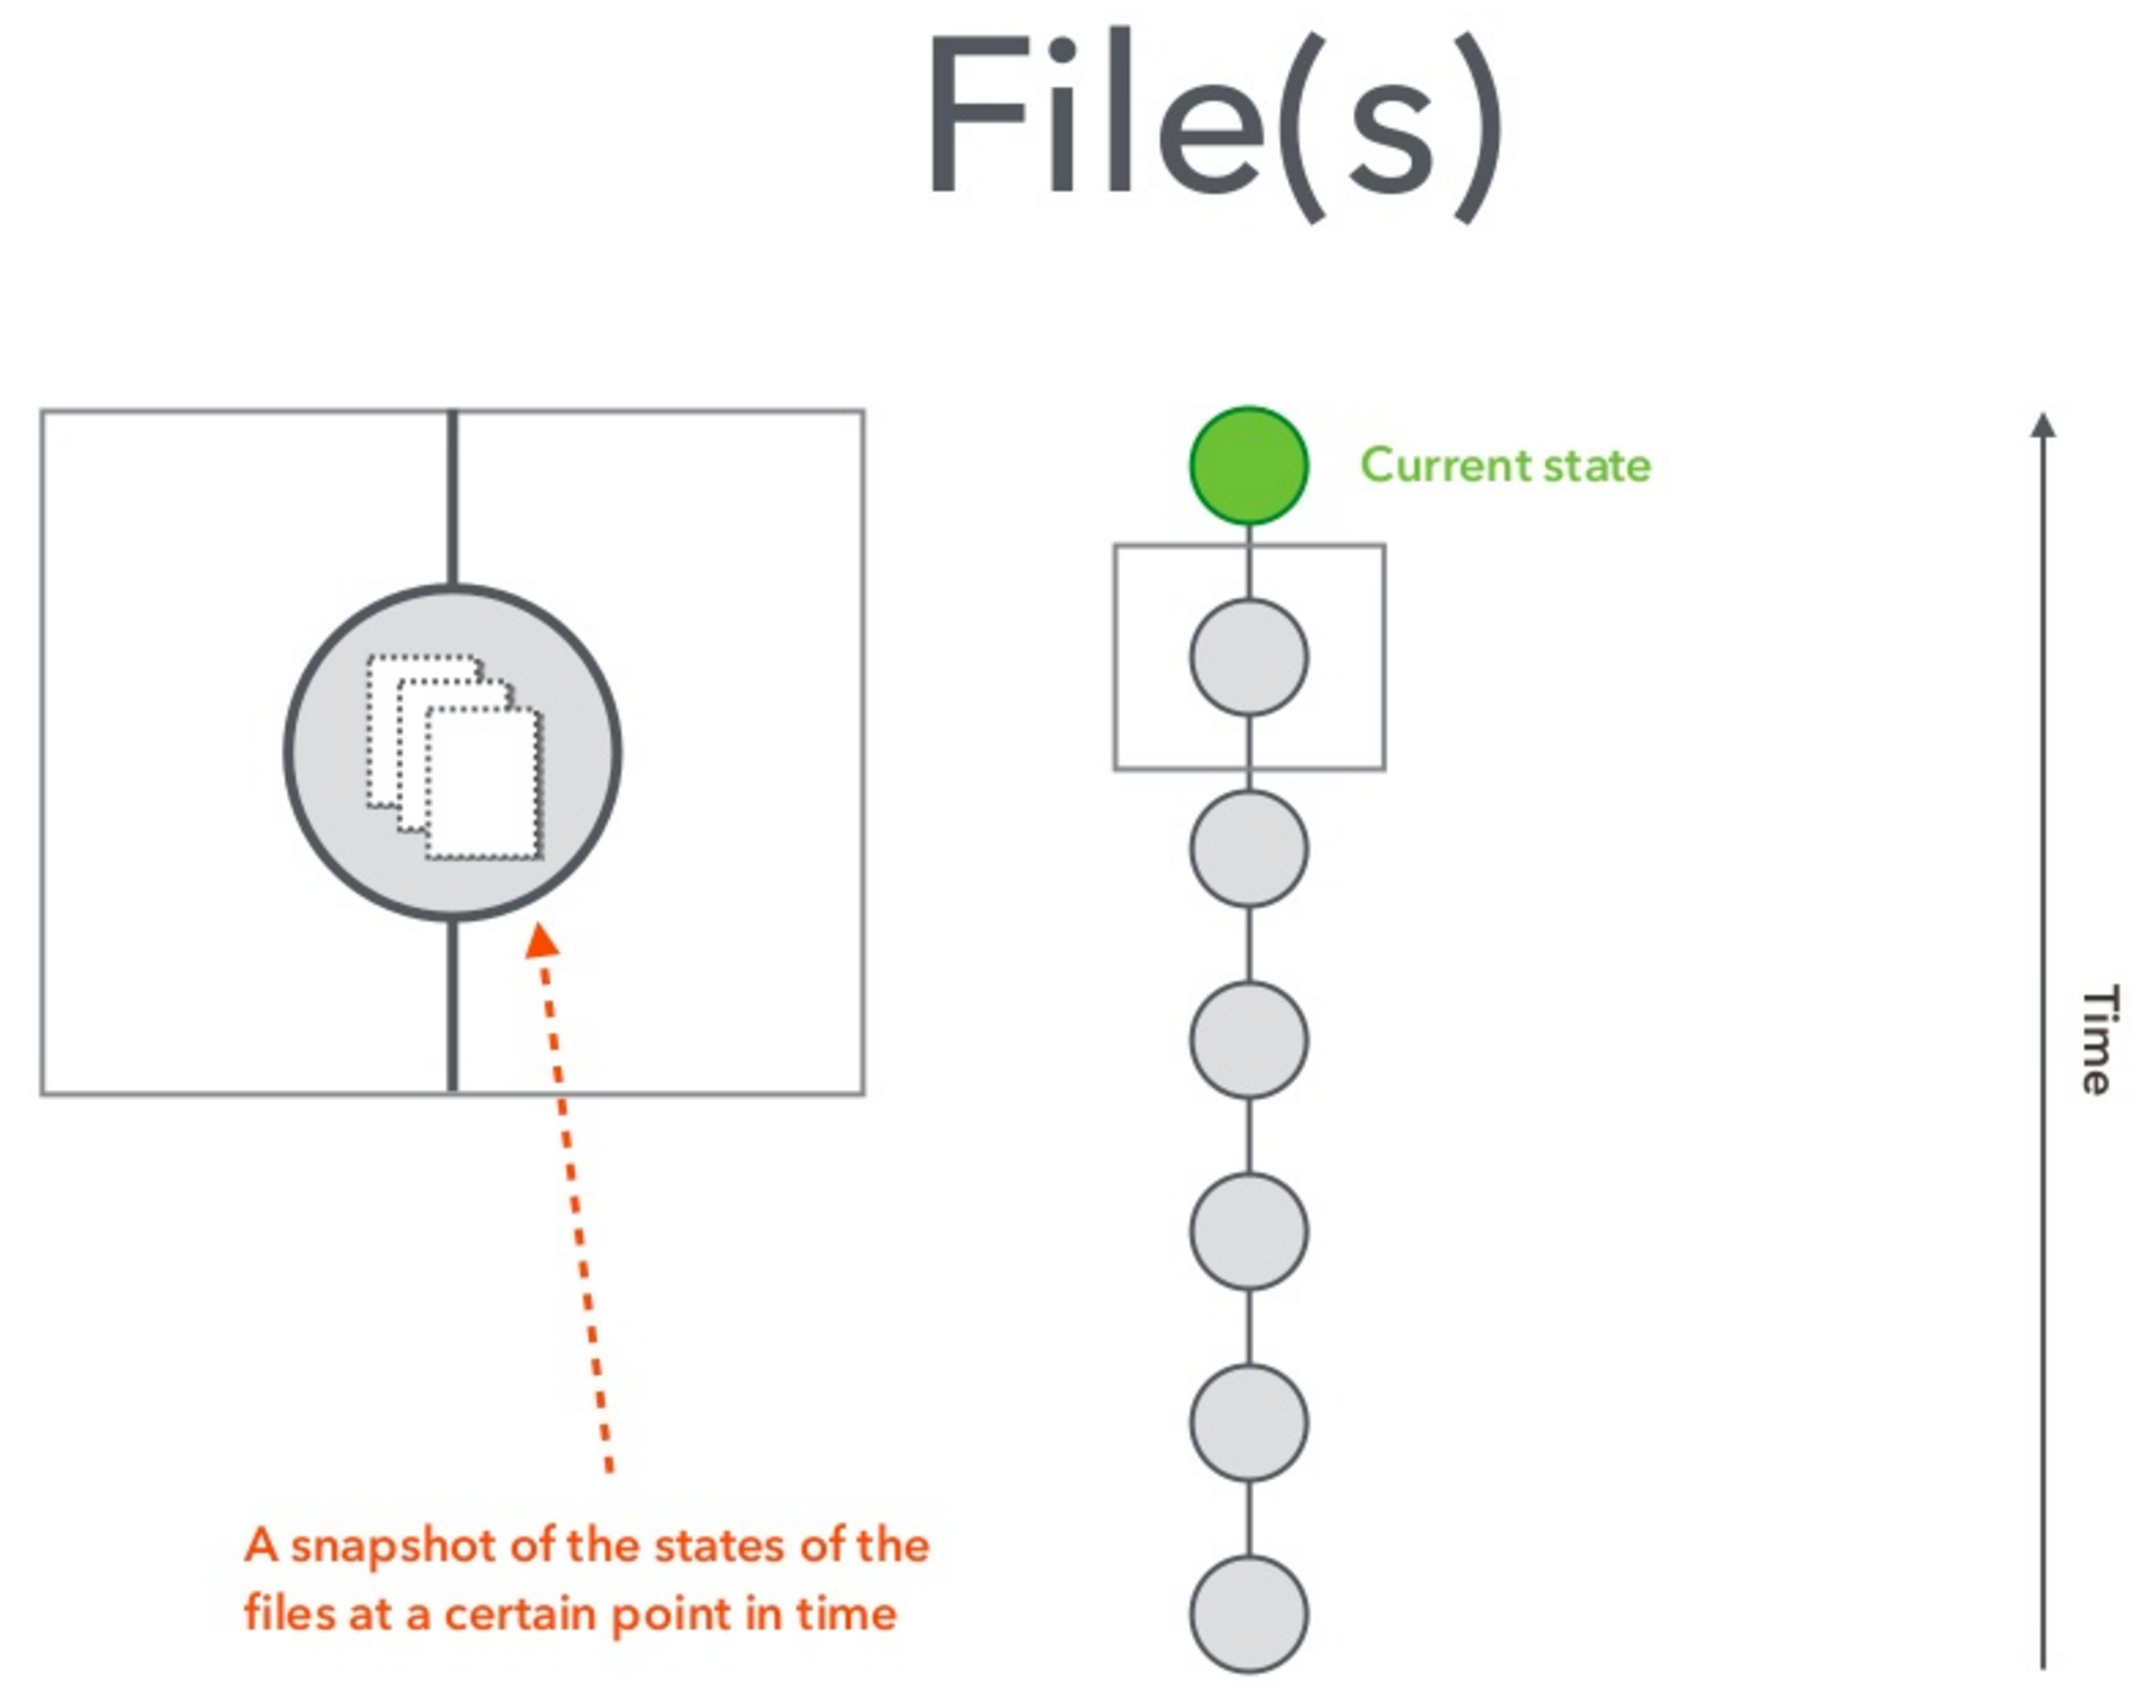 File(s)
Current state
Time
A snapshot of the states of the
files at a certain point in time